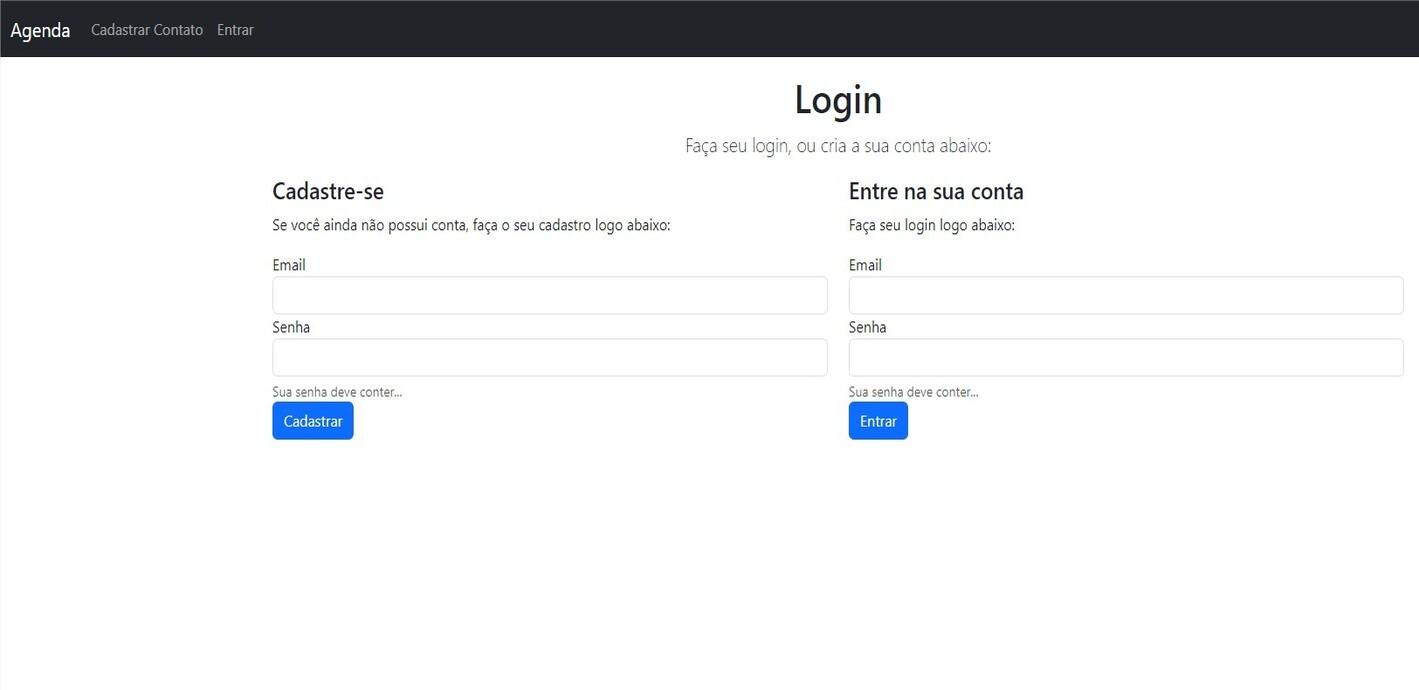 Agenda Cadastrar Contato Entrar
Login
Faça seu login, ou cria a sua conta abaixo:
Cadastre-se
Se você ainda não possui conta, faça o seu cadastro logo abaixo:
Email
Senha
Sua senha deve conter...
Cadastrar
Entre na sua conta
Faça seu login logo abaixo:
Email
Senha
Sua senha deve conter...
Entrar